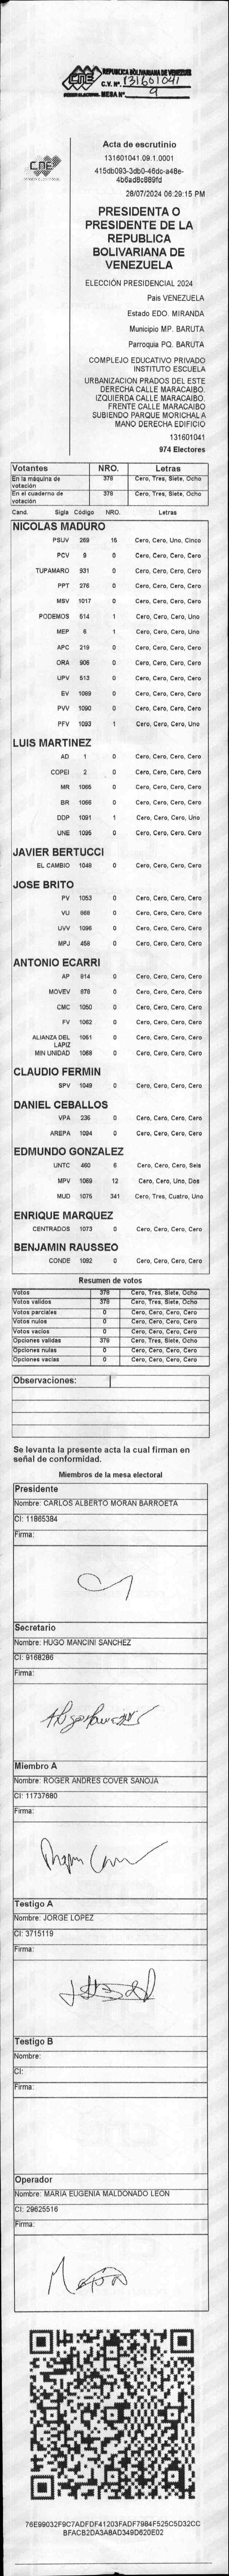 CNE
REPUBLICA BOLIVARIANA DE VENEZUELA
C.V. Nº. 131601041
MESA Nº. 9
CNE
Acta de escrutinio
131601041.09.1.0001
28/07/2024 06:29:15 PM
PRESIDENTA O
PRESIDENTE DE LA
REPUBLICA
BOLIVARIANA DE
VENEZUELA
ELECCIÓN PRESIDENCIAL 2024
País VENEZUELA
Estado EDO. MIRANDA
Municipio MP. BARUTA
Parroquia PQ. BARUTA
COMPLEJO EDUCATIVO PRIVADO
INSTITUTO ESCUELA
URBANIZACION PRADOS DEL ESTE
DERECHA CALLE MARACAIBO.
IZQUIERDA CALLE MARACAIBO.
FRENTE CALLE MARACAIBO
SUBIENDO PARQUE MORICHAL A
MANO DERECHA EDIFICIO
131601041
974 Electores
Votantes NRO. Letras
En la máquina de votación 378 Cero, Tres, Siete, Ocho
En el cuaderno de votación 378 Cero, Tres, Siete, Ocho
Cand. Sigla Código NRO. Letras
NICOLAS MADURO
PSUV 269 15 Cero, Cero, Uno, Cinco
PCV 9 0 Cero, Cero, Cero, Cero
TUPAMARO 931 0 Cero, Cero, Cero, Cero
PPT 276 0 Cero, Cero, Cero, Cero
MSV 1017 0 Cero, Cero, Cero, Cero
PODEMOS 514 1 Cero, Cero, Cero, Uno
MEP 6 1 Cero, Cero, Cero, Uno
APC 219 0 Cero, Cero, Cero, Cero
ORA 906 0 Cero, Cero, Cero, Cero
UPV 513 0 Cero, Cero, Cero, Cero
EV 1089 0 Cero, Cero, Cero, Cero
PVV 1090 0 Cero, Cero, Cero, Cero
PFV 1093 1 Cero, Cero, Cero, Uno
LUIS MARTINEZ
AD 1 0 Cero, Cero, Cero, Cero
COPEI 2 0 Cero, Cero, Cero, Cero
MR 1065 0 Cero, Cero, Cero, Cero
BR 1066 0 Cero, Cero, Cero, Cero
DDP 1091 1 Cero, Cero, Cero, Uno
UNE 1095 0 Cero, Cero, Cero, Cero
JAVIER BERTUCCI
EL CAMBIO 1048 0 Cero, Cero, Cero, Cero
JOSE BRITO
PV 1053 0 Cero, Cero, Cero, Cero
VU 868 0 Cero, Cero, Cero, Cero
UVV 1096 0 Cero, Cero, Cero, Cero
MPJ 458 0 Cero, Cero, Cero, Cero
ANTONIO ECARRI
AP 914 0 Cero, Cero, Cero, Cero
MOVEV 878 0 Cero, Cero, Cero, Cero
CMC 1050 0 Cero, Cero, Cero, Cero
FV 1062 0 Cero, Cero, Cero, Cero
ALIANZA DEL LAPIZ 1061 0 Cero, Cero, Cero, Cero
MIN UNIDAD 1068 0 Cero, Cero, Cero, Cero
CLAUDIO FERMIN
SPV 1049 0 Cero, Cero, Cero, Cero
DANIEL CEBALLOS
VPA 236 0 Cero, Cero, Cero, Cero
AREPA 1094 0 Cero, Cero, Cero, Cero
EDMUNDO GONZALEZ
UNTC 460 6 Cero, Cero, Cero, Seis
MPV 1069 12 Cero, Cero, Uno, Dos
MUD 1075 341 Cero, Tres, Cuatro, Uno
ENRIQUE MARQUEZ
CENTRADOS 1073 0 Cero, Cero, Cero, Cero
BENJAMIN RAUSSEO
CONDE 1092 0 Cero, Cero, Cero, Cero
Resumen de votos
Votos 378 Cero, Tres, Siete, Ocho
Votos validos 378 Cero, Tres, Siete, Ocho
Votos parciales 0 Cero, Cero, Cero, Cero
Votos nulos 0 Cero, Cero, Cero, Cero
Votos vacíos 0 Cero, Cero, Cero, Cero
Opciones validas 378 Cero, Tres, Siete, Ocho
Opciones nulas 0 Cero, Cero, Cero, Cero
Opciones vacias 0 Cero, Cero, Cero, Cero
Observaciones:
Se levanta la presente acta la cual firman en
señal de conformidad.
Miembros de la mesa electoral
Presidente
Nombre: CARLOS ALBERTO MORAN BARROETA
CI: 11865384
Firma:
Secretario
Nombre: HUGO MANCINI SANCHEZ
CI: 9168286
Firma:
Miembro A
Nombre: ROGER ANDRES COVER SANOJA
CI: 11737680
Firma:
Testigo A
Nombre: JORGE LOPEZ
CI: 3715119
Firma:
Testigo B
Nombre:
CI:
Firma:
Operador
Nombre: MARIA EUGENIA MALDONADO LEON
CI: 29625516
Firma:
76E99032F9C7ADFDF41203FADF7984F525C5D32CC
BFACB2DA3A8AD349D620E02